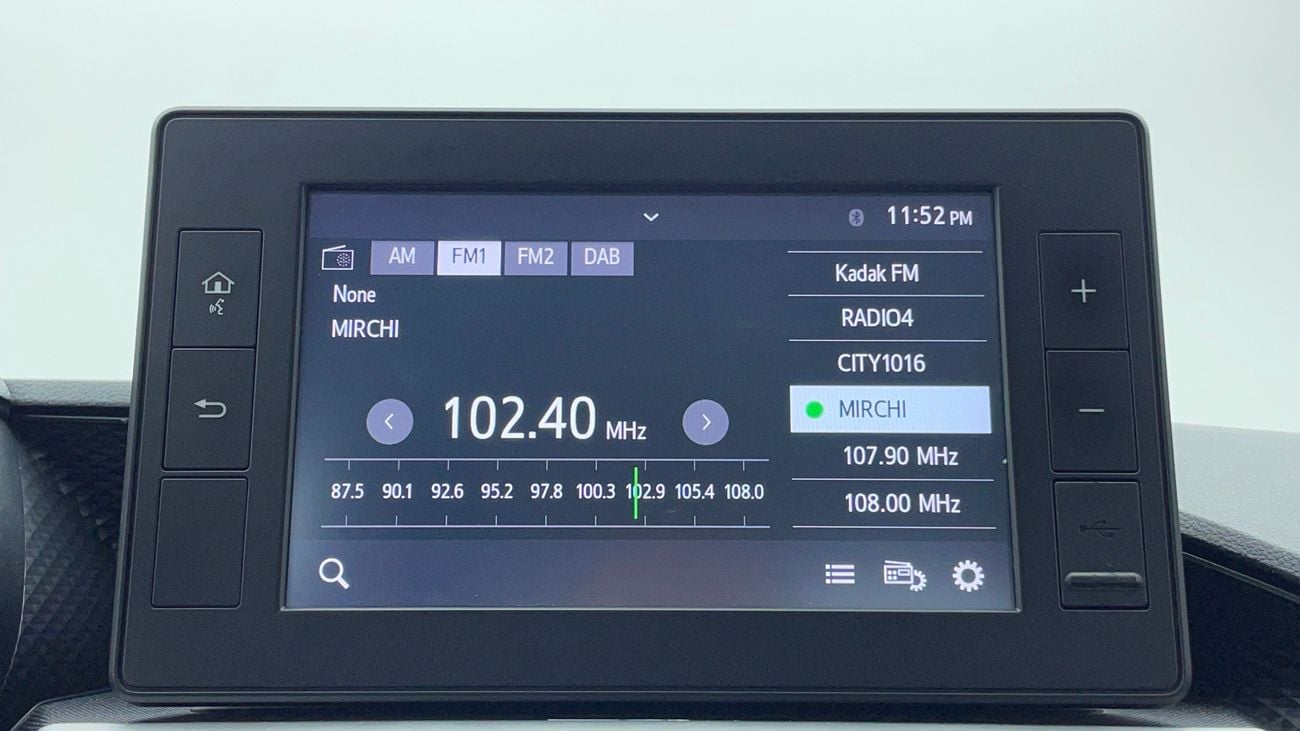 11:52 PM
AM FM1 FM2 DAB
None
MIRCHI
102.40 MHz
87.5 90.1 92.6 95.2 97.8 100.3 102.9 105.4 108.0
Kadak FM
RADIO4
CITY1016
MIRCHI
107.90 MHz
108.00 MHz
+
−